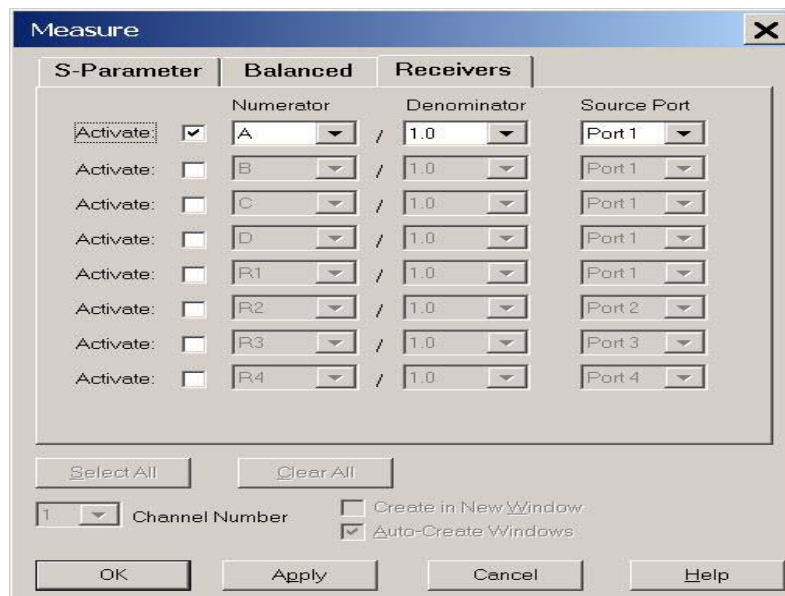 Measure
S-Parameter Balanced Receivers
Numerator Denominator Source Port
Activate: A / 1.0 Port 1
Activate: B / 1.0 Port 1
Activate: C / 1.0 Port 1
Activate: D / 1.0 Port 1
Activate: R1 / 1.0 Port 1
Activate: R2 / 1.0 Port 2
Activate: R3 / 1.0 Port 3
Activate: R4 / 1.0 Port 4
Select All Clear All
1 Channel Number
Create in New Window
Auto-Create Windows
OK Apply Cancel Help